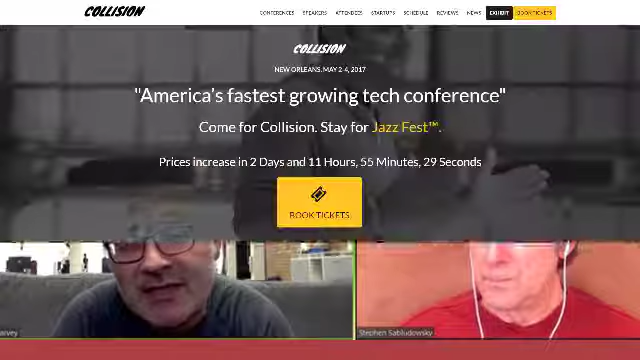 COLLISION
CONFERENCES SPEAKERS ATTENDEES STARTUPS SCHEDULE REVIEWS NEWS EXHIBIT BOOK TICKETS
COLLISION
NEW ORLEANS, MAY 2-4, 2017
"America's fastest growing tech conference"
Come for Collision. Stay for Jazz Fest™.
Prices increase in 2 Days and 11 Hours, 55 Minutes, 29 Seconds
BOOK TICKETS
arvey
Stephen Sabludowsky